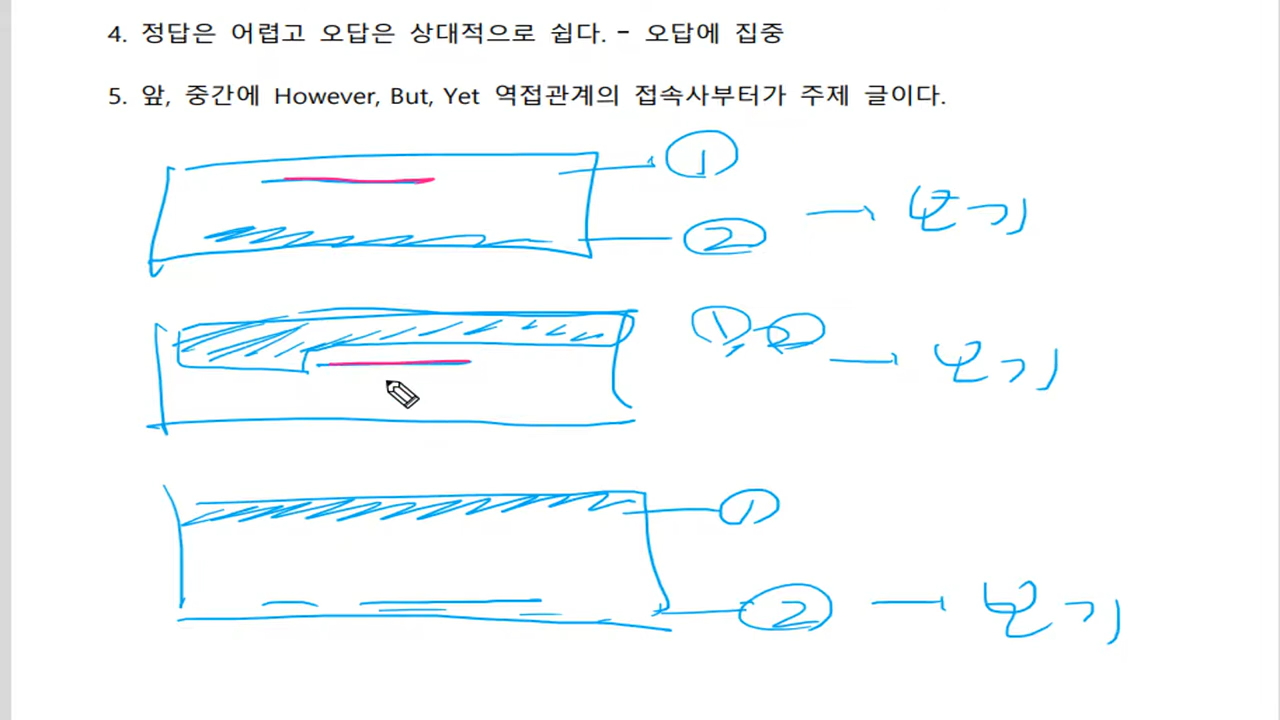 4. 정답은 어렵고 오답은 상대적으로 쉽다. - 오답에 집중
5. 앞, 중간에 However, But, Yet 역접관계의 접속사부터가 주제 글이다.
①
② → 보기
①-② → 보기
①
② → 보기